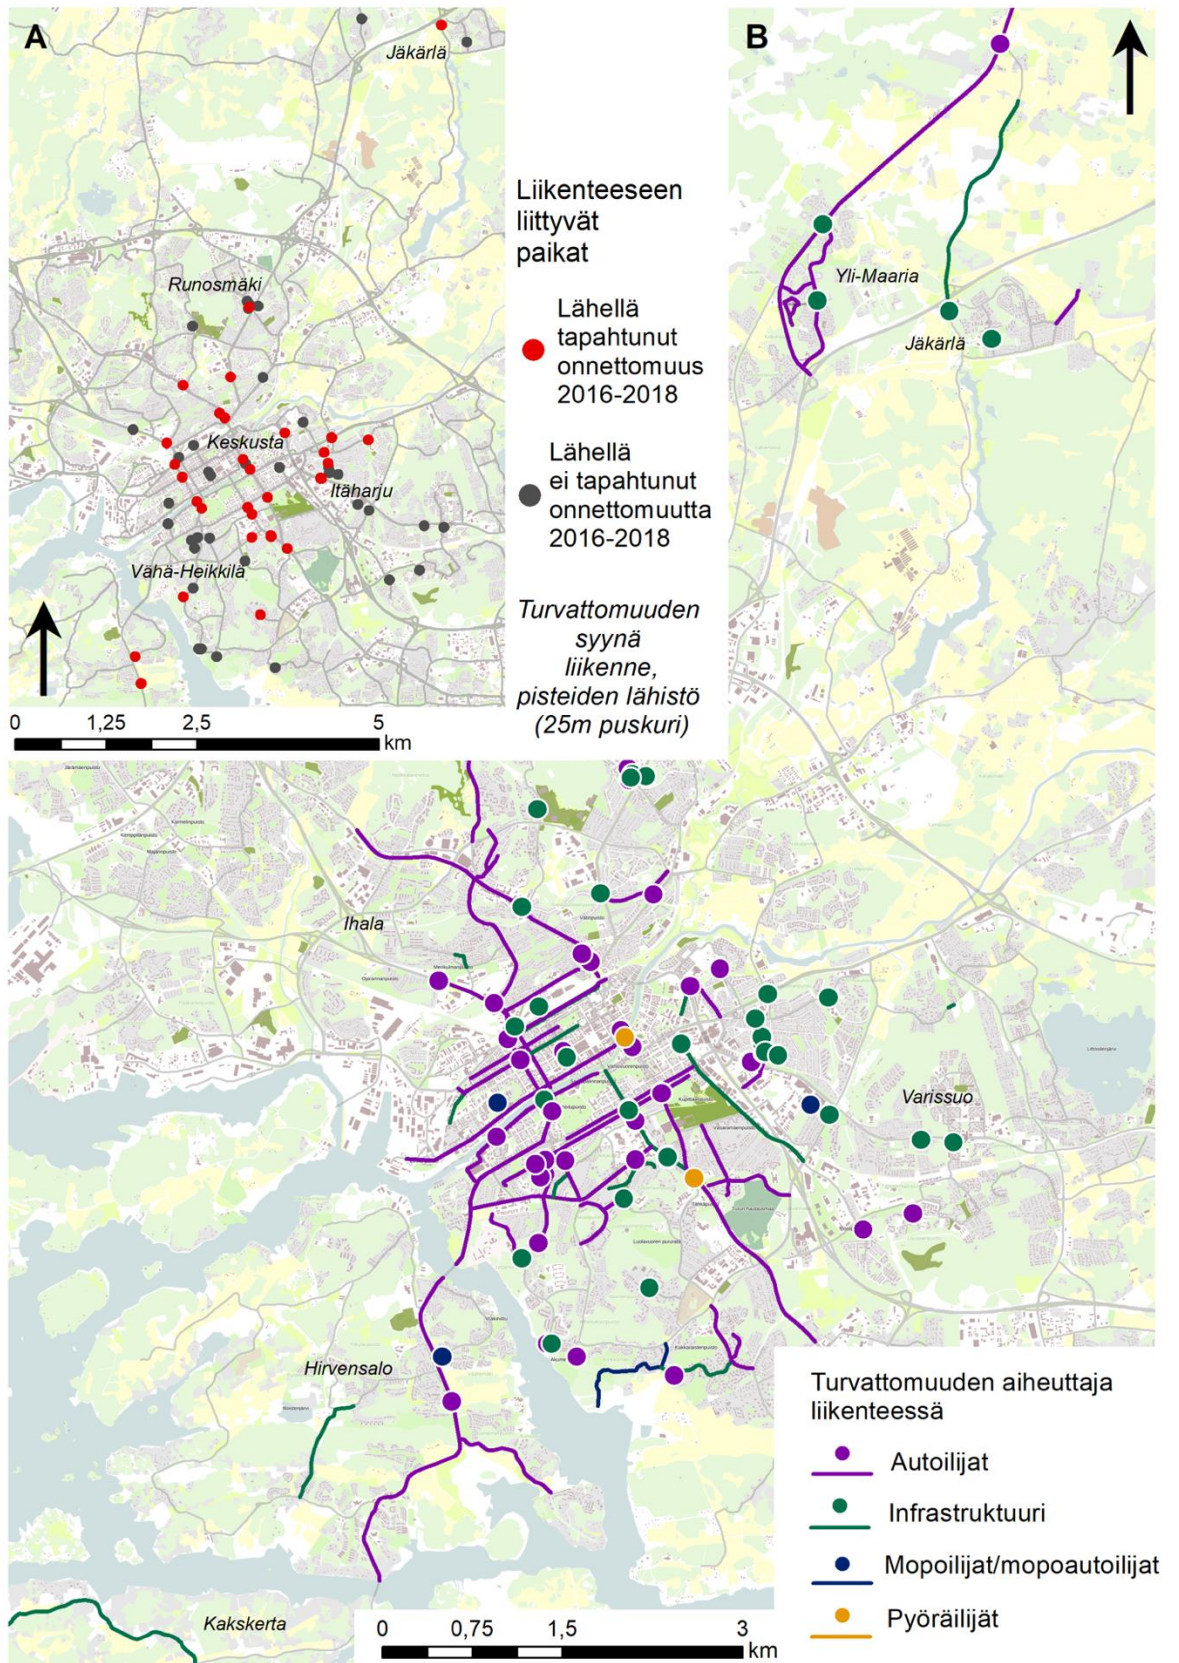 A
Jäkärlä
Runosmäki
Keskusta
Itäharju
Vähä-Heikkilä
0 1,25 2,5 5
km
Liikenteeseen
liittyvät
paikat
Lähellä
tapahtunut
onnettomuus
2016-2018
Lähellä
ei tapahtunut
onnettomuutta
2016-2018
Turvattomuuden
syynä
liikenne,
pisteiden lähistö
(25m puskuri)
B
Yli-Maaria
Jäkärlä
Ihala
Varissuo
Hirvensalo
Kakskerta
0 0,75 1,5 3
km
Turvattomuuden aiheuttaja
liikenteessä
Autoilijat
Infrastruktuuri
Mopoilijat/mopoautoilijat
Pyöräilijät